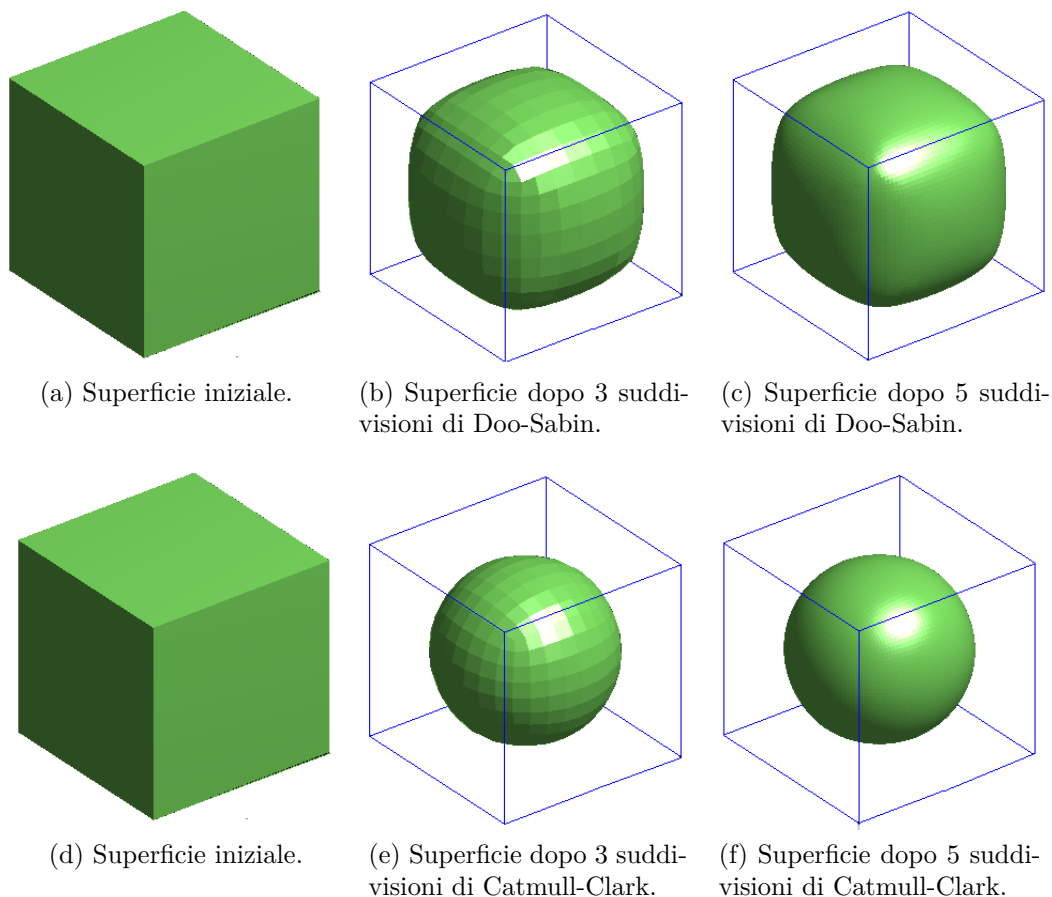 (a) Superficie iniziale.
(b) Superficie dopo 3 suddi-
visioni di Doo-Sabin.
(c) Superficie dopo 5 suddi-
visioni di Doo-Sabin.
(d) Superficie iniziale.
(e) Superficie dopo 3 suddi-
visioni di Catmull-Clark.
(f) Superficie dopo 5 suddi-
visioni di Catmull-Clark.